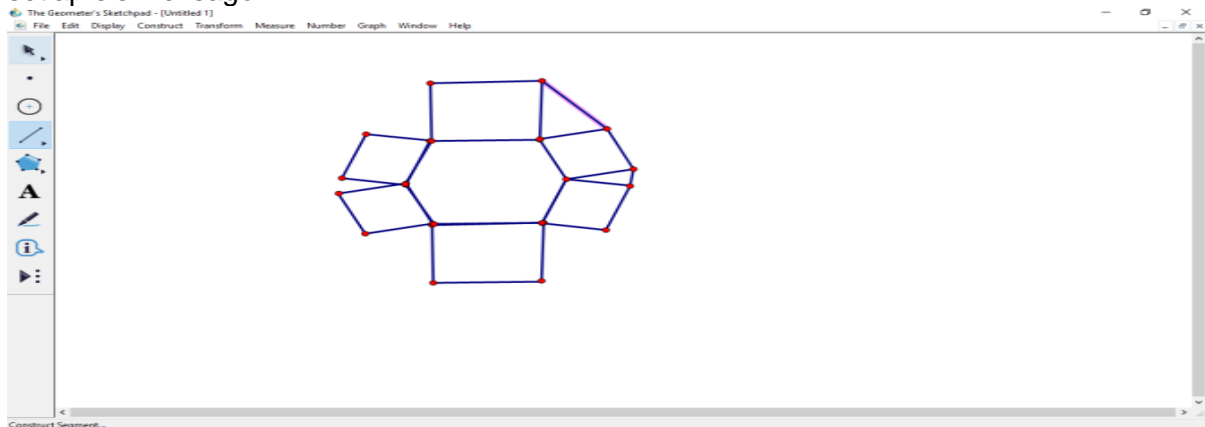 The Geometer's Sketchpad - [Untitled 1]
File Edit Display Construct Transform Measure Number Graph Window Help
A
Construct Segment...